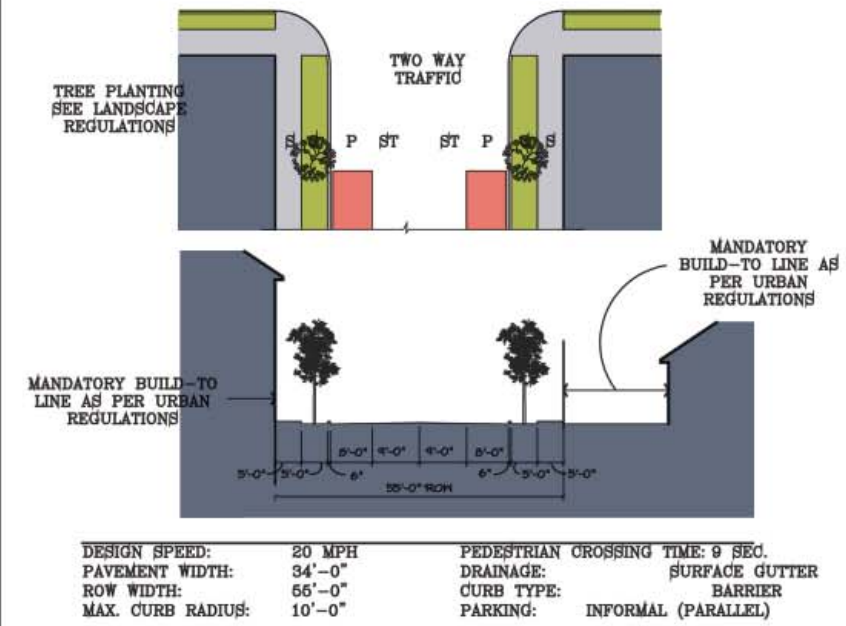 TWO WAY
TRAFFIC
TREE PLANTING
SEE LANDSCAPE
REGULATIONS
S P ST ST P S
MANDATORY
BUILD-TO LINE AS
PER URBAN
REGULATIONS
MANDATORY BUILD-TO
LINE AS PER URBAN
REGULATIONS
8'-0" 9'-0" 9'-0" 8'-0"
5'-0" 5'-0" 6" 6" 5'-0" 5'-0"
55'-0" ROW
DESIGN SPEED: 20 MPH PEDESTRIAN CROSSING TIME: 9 SEC.
PAVEMENT WIDTH: 34'-0" DRAINAGE: SURFACE GUTTER
ROW WIDTH: 55'-0" CURB TYPE: BARRIER
MAX. CURB RADIUS: 10'-0" PARKING: INFORMAL (PARALLEL)